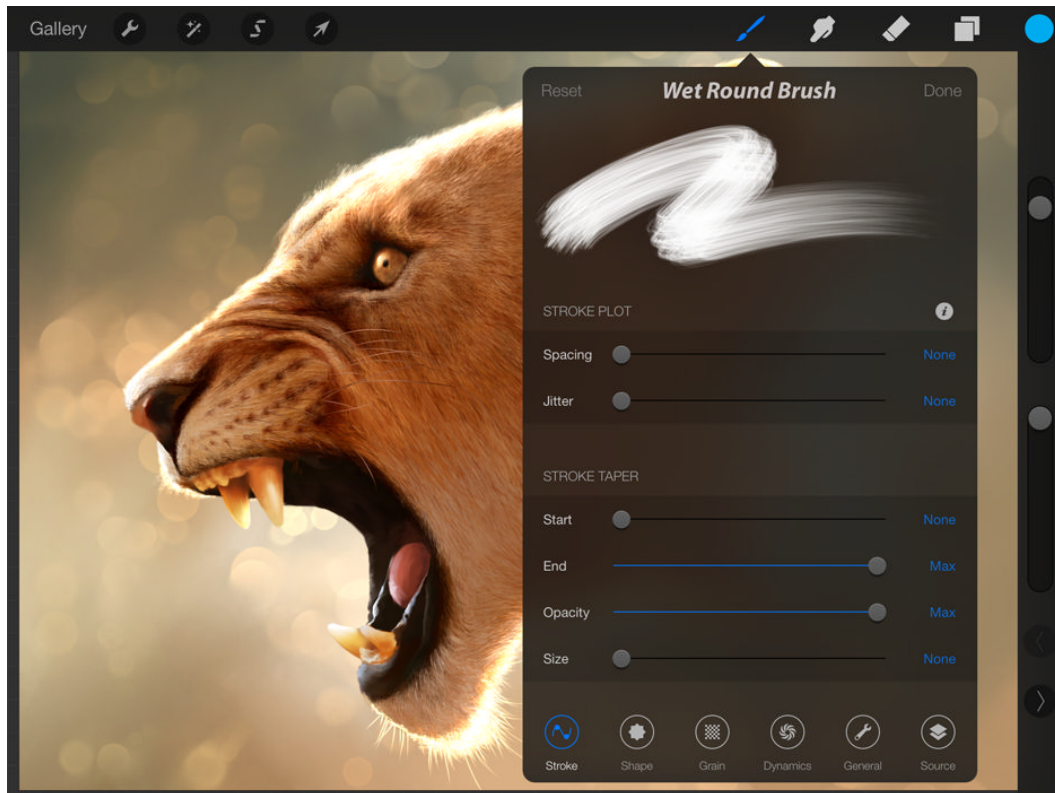 Gallery
Reset Wet Round Brush Done
STROKE PLOT i
Spacing None
Jitter None
STROKE TAPER
Start None
End Max
Opacity Max
Size None
Stroke Shape Grain Dynamics General Source